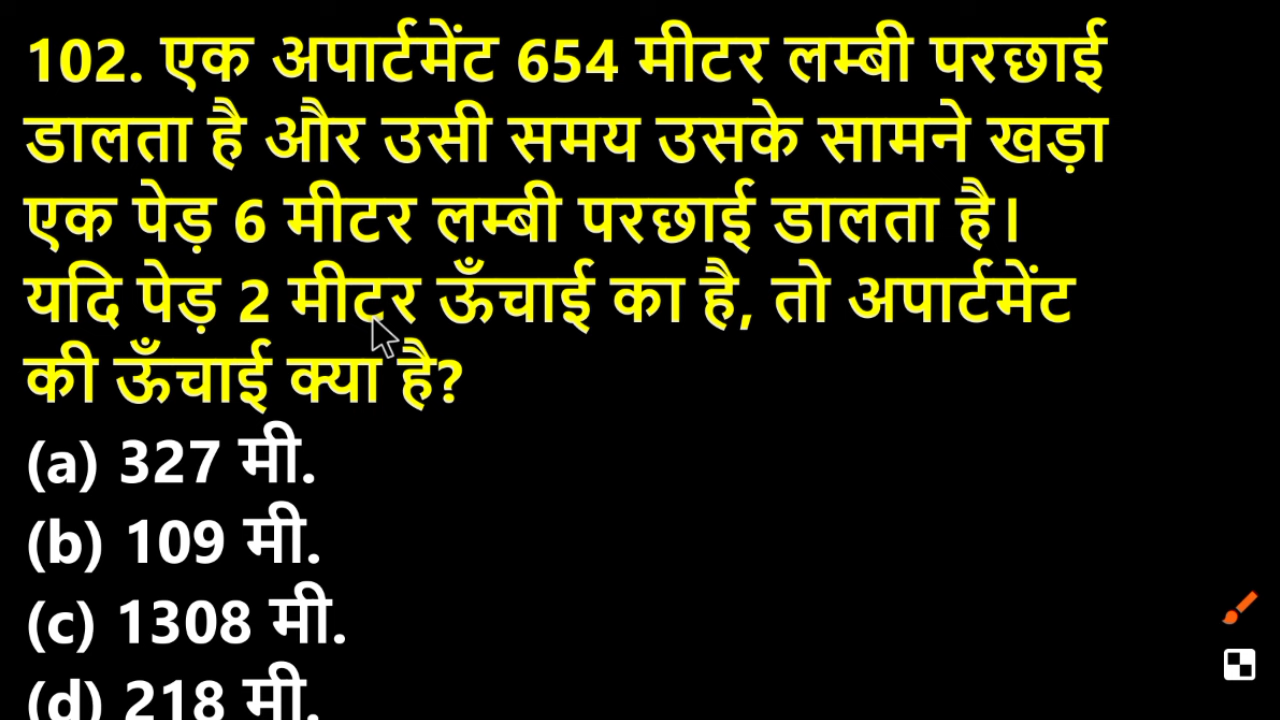 102. एक अपार्टमेंट 654 मीटर लम्बी परछाई
डालता है और उसी समय उसके सामने खड़ा
एक पेड़ 6 मीटर लम्बी परछाई डालता है।
यदि पेड़ 2 मीटर ऊँचाई का है, तो अपार्टमेंट
की ऊँचाई क्या है?
(a) 327 मी.
(b) 109 मी.
(c) 1308 मी.
(d) 218 मी.